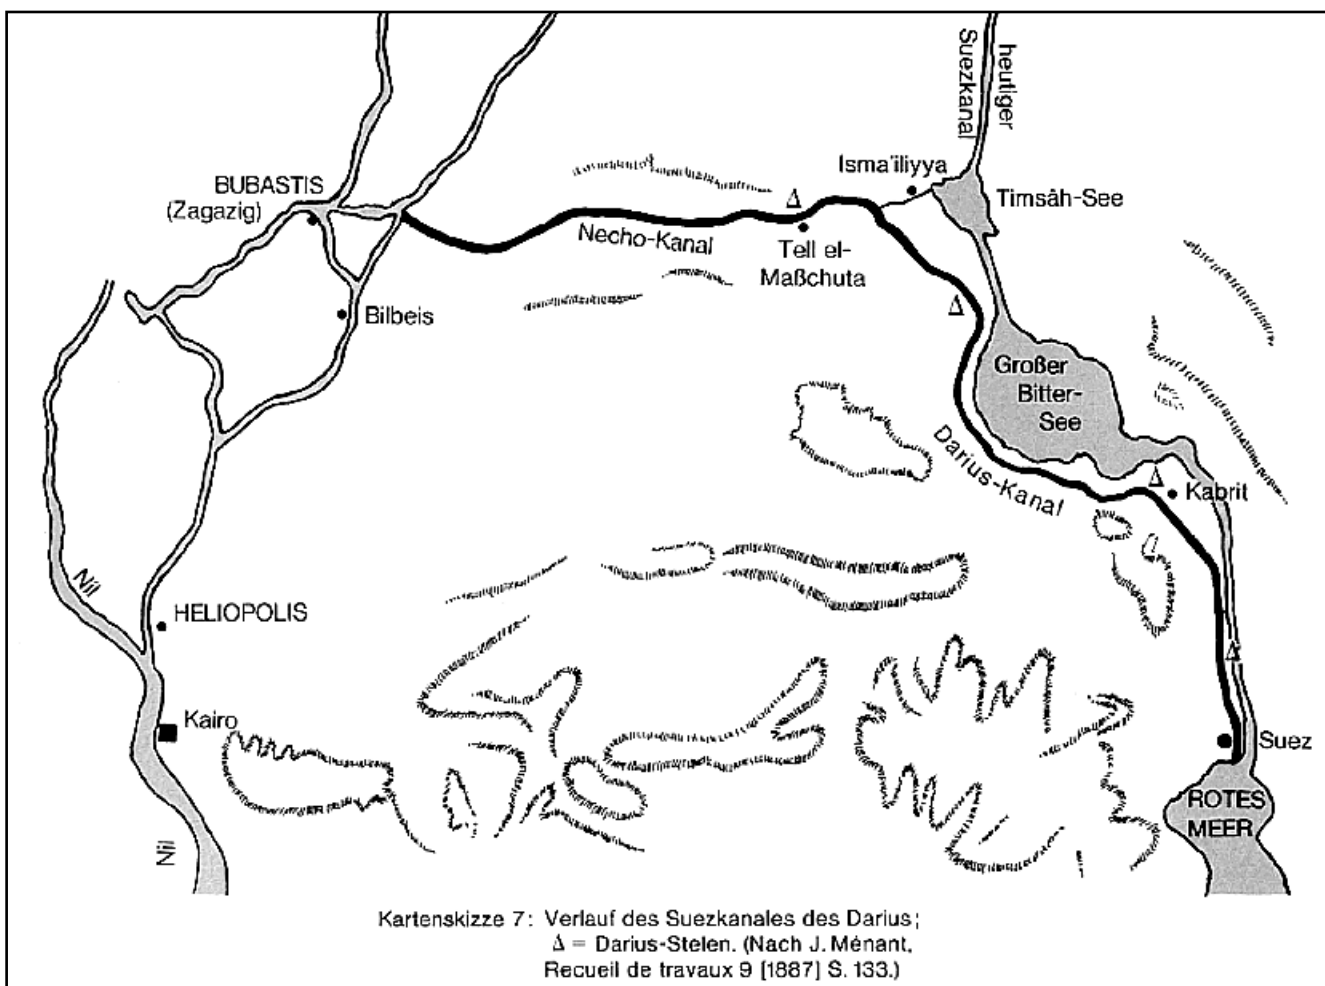 heutiger
Suezkanal
Isma'iliyya
BUBASTIS
(Zagazig)
Δ
Timsâh-See
Necho-Kanal
Tell el-
Maßchuta
Δ
Bilbeis
Großer
Bitter-
See
Darius-Kanal
Δ
Kabrit
Nil
HELIOPOLIS
Δ
Kairo
Suez
ROTES
MEER
Nil
Kartenskizze 7: Verlauf des Suezkanales des Darius;
Δ = Darius-Stelen. (Nach J. Ménant,
Recueil de travaux 9 [1887] S. 133.)